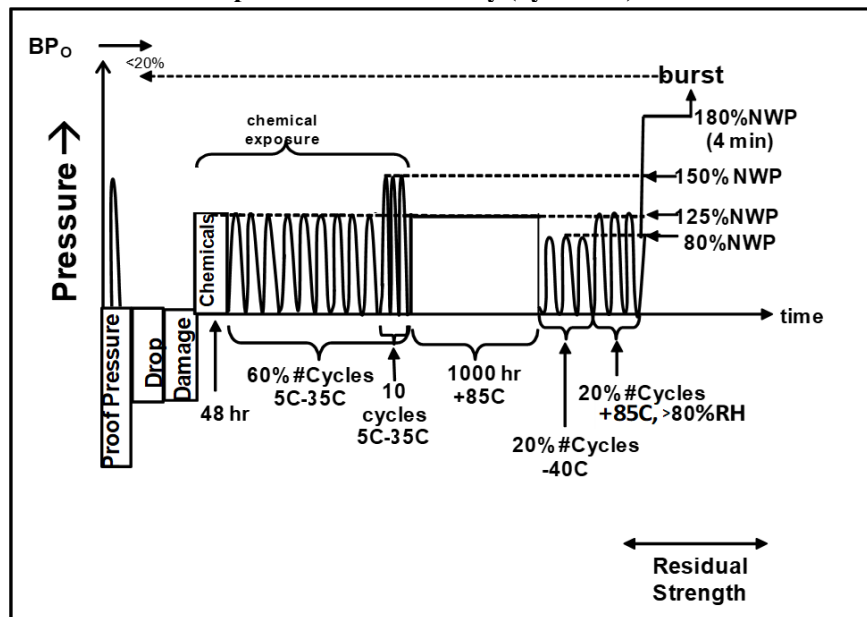 BPO
<20%
burst
180%NWP
(4 min)
chemical
exposure
150% NWP
125%NWP
80%NWP
Pressure →
Chemicals
time
Proof Pressure
Drop
Damage
48 hr
60% #Cycles
5C-35C
10
cycles
5C-35C
1000 hr
+85C
20% #Cycles
-40C
20% #Cycles
+85C, >80%RH
Residual
Strength